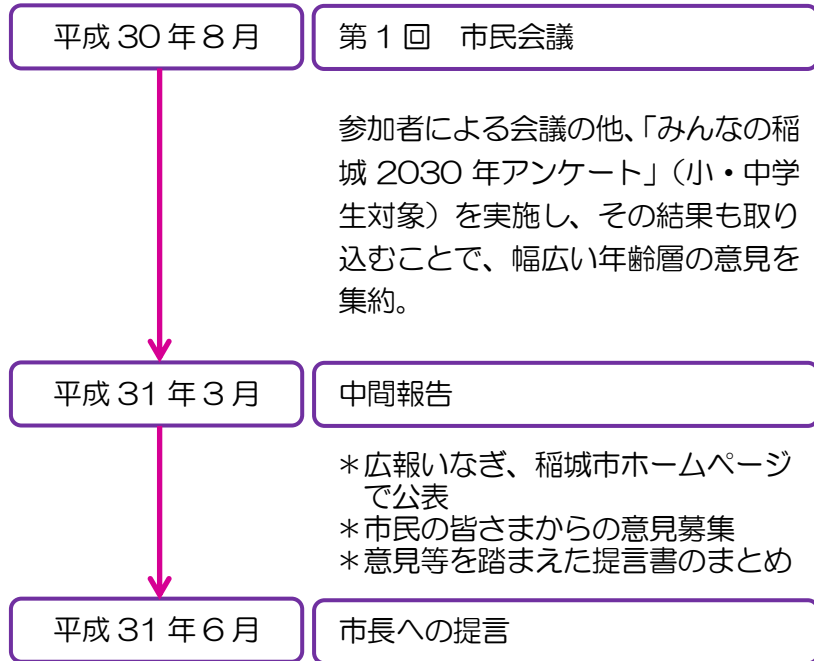 平成30年8月
第1回　市民会議
参加者による会議の他、「みんなの稲
城 2030 年アンケート」（小・中学
生対象）を実施し、その結果も取り
込むことで、幅広い年齢層の意見を
集約。
平成31年3月
中間報告
＊広報いなぎ、稲城市ホームページ
で公表
＊市民の皆さまからの意見募集
＊意見等を踏まえた提言書のまとめ
平成31年6月
市長への提言